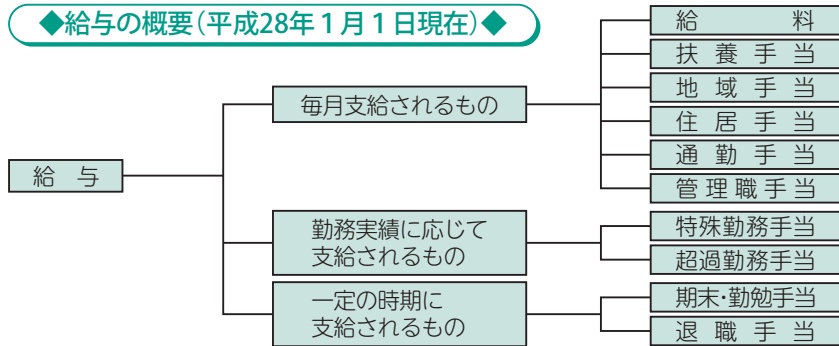 ◆給与の概要(平成28年1月1日現在)◆
給与
毎月支給されるもの
給料
扶養手当
地域手当
住居手当
通勤手当
管理職手当
勤務実績に応じて
支給されるもの
特殊勤務手当
超過勤務手当
一定の時期に
支給されるもの
期末・勤勉手当
退職手当